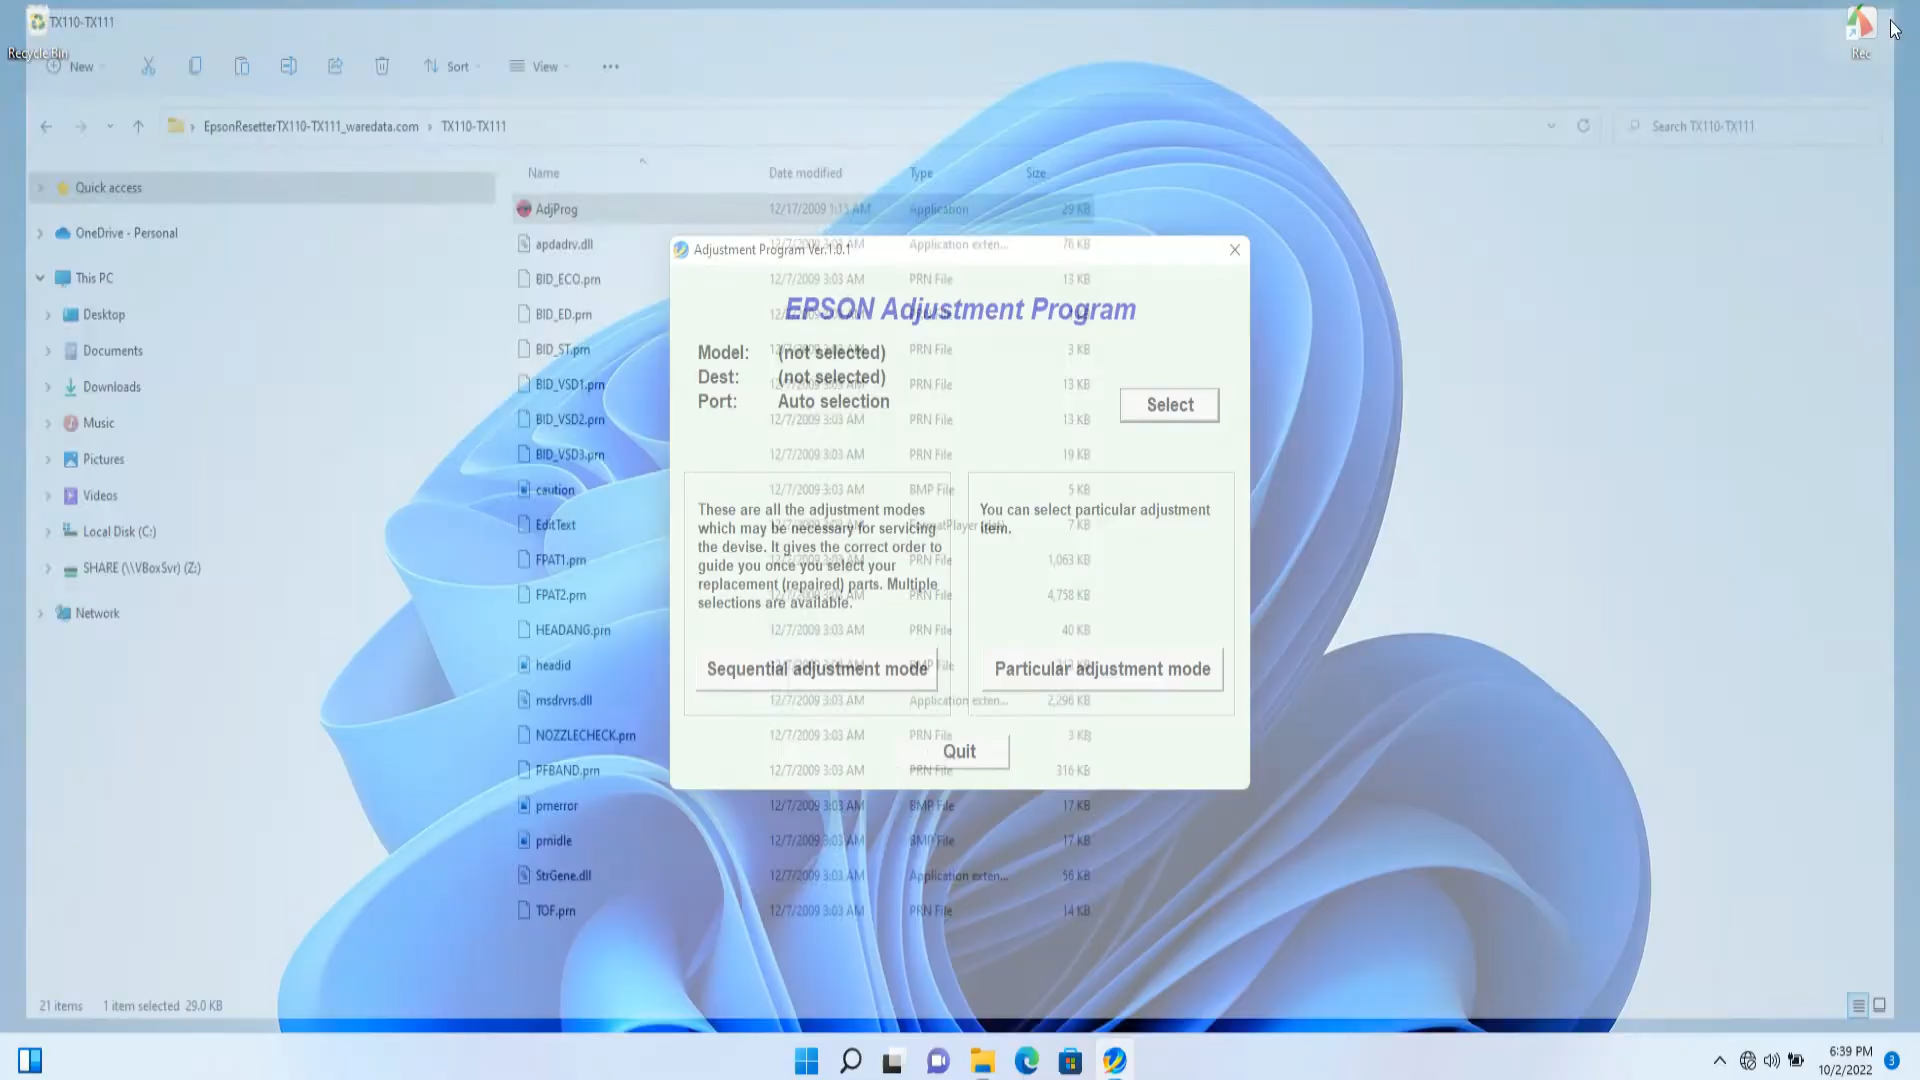 TX110-TX111
Recycle Bin
Rec
New
Sort
View
EpsonResetterTX110-TX111_waredata.com › TX110-TX111
Search TX110-TX111
Quick access
OneDrive - Personal
This PC
Desktop
Documents
Downloads
Music
Pictures
Videos
Local Disk (C:)
SHARE (\\VBoxSvr) (Z:)
Network
Name Date modified Type Size
AdjProg 12/17/2009 1:13 AM Application 29 KB
apdadrv.dll 12/7/2009 3:03 AM Application exten... 76 KB
BID_ECO.prn 12/7/2009 3:03 AM PRN File 13 KB
BID_ED.prn
BID_ST.prn PRN File 3 KB
BID_VSD1.prn PRN File 13 KB
BID_VSD2.prn 12/7/2009 3:03 AM PRN File 13 KB
BID_VSD3.prn 12/7/2009 3:03 AM PRN File 19 KB
caution 12/7/2009 3:03 AM BMP File 5 KB
EditText 7 KB
FPAT1.prn PRN File 1,063 KB
FPAT2.prn PRN File 4,758 KB
HEADANG.prn 12/7/2009 3:03 AM PRN File 40 KB
headid
msdrvrs.dll 12/7/2009 3:03 AM Application exten... 2,296 KB
NOZZLECHECK.prn 12/7/2009 3:03 AM PRN File 3 KB
PFBAND.prn 12/7/2009 3:03 AM PRN File 316 KB
prnerror 12/7/2009 3:03 AM BMP File 17 KB
prnidle 12/7/2009 3:03 AM BMP File 17 KB
StrGene.dll 12/7/2009 3:03 AM Application exten... 56 KB
TOF.prn 12/7/2009 3:03 AM PRN File 14 KB
Adjustment Program Ver.1.0.1
EPSON Adjustment Program
Model: (not selected)
Dest: (not selected)
Port: Auto selection
Select
These are all the adjustment modes
which may be necessary for servicing
the devise. It gives the correct order to
guide you once you select your
replacement (repaired) parts. Multiple
selections are available.
Sequential adjustment mode
You can select particular adjustment
item.
Particular adjustment mode
Quit
21 items 1 item selected 29.0 KB
6:39 PM
10/2/2022
3